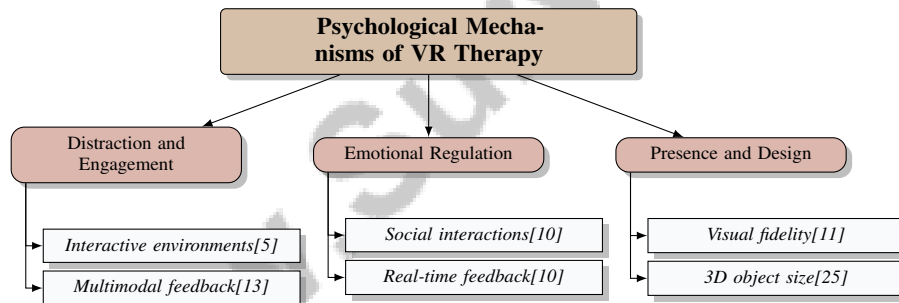 Psychological Mecha-
nisms of VR Therapy
Distraction and
Engagement
Emotional Regulation
Presence and Design
Interactive environments[5]
Multimodal feedback[13]
Social interactions[10]
Real-time feedback[10]
Visual fidelity[11]
3D object size[25]